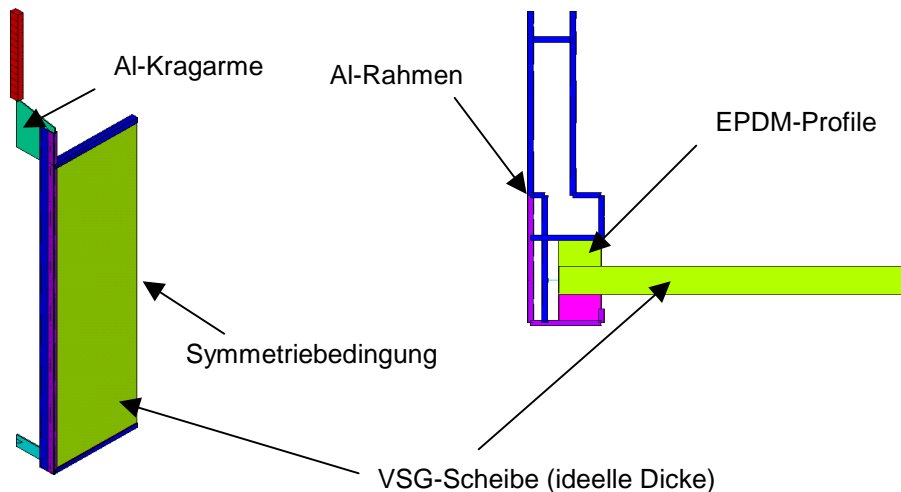 Al-Kragarme
Al-Rahmen
EPDM-Profile
Symmetriebedingung
VSG-Scheibe (ideelle Dicke)